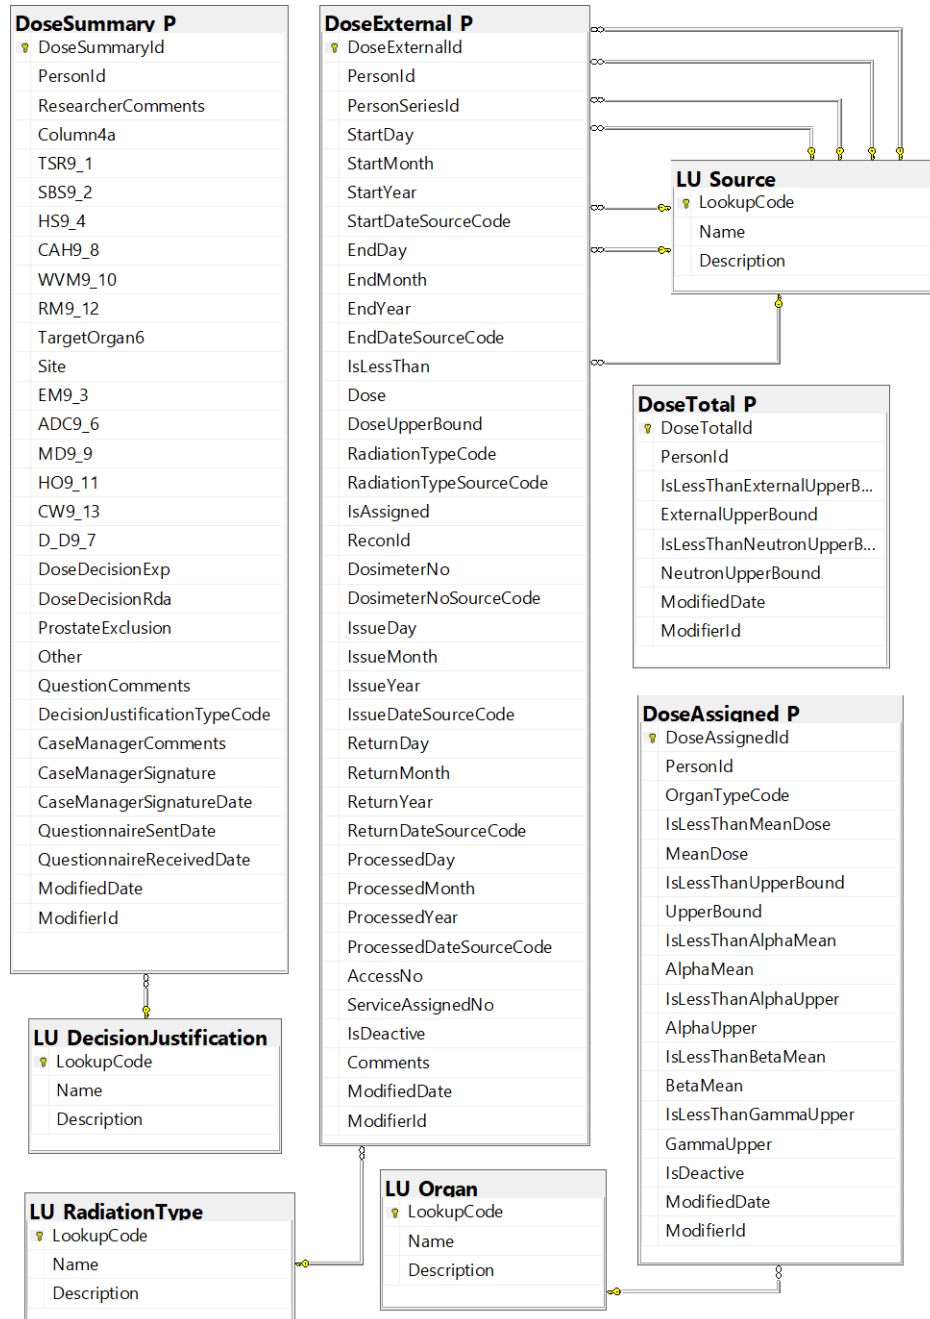 DoseSummary_P
DoseSummaryId
PersonId
ResearcherComments
Column4a
TSR9_1
SBS9_2
HS9_4
CAH9_8
WVM9_10
RM9_12
TargetOrgan6
Site
EM9_3
ADC9_6
MD9_9
HO9_11
CW9_13
D_D9_7
DoseDecisionExp
DoseDecisionRda
ProstateExclusion
Other
QuestionComments
DecisionJustificationTypeCode
CaseManagerComments
CaseManagerSignature
CaseManagerSignatureDate
QuestionnaireSentDate
QuestionnaireReceivedDate
ModifiedDate
ModifierId
LU_DecisionJustification
LookupCode
Name
Description
LU_RadiationType
LookupCode
Name
Description
DoseExternal_P
DoseExternalId
PersonId
PersonSeriesId
StartDay
StartMonth
StartYear
StartDateSourceCode
EndDay
EndMonth
EndYear
EndDateSourceCode
IsLessThan
Dose
DoseUpperBound
RadiationTypeCode
RadiationTypeSourceCode
IsAssigned
ReconId
DosimeterNo
DosimeterNoSourceCode
IssueDay
IssueMonth
IssueYear
IssueDateSourceCode
ReturnDay
ReturnMonth
ReturnYear
ReturnDateSourceCode
ProcessedDay
ProcessedMonth
ProcessedYear
ProcessedDateSourceCode
AccessNo
ServiceAssignedNo
IsDeactive
Comments
ModifiedDate
ModifierId
LU_Organ
LookupCode
Name
Description
LU_Source
LookupCode
Name
Description
DoseTotal_P
DoseTotalId
PersonId
IsLessThanExternalUpperB...
ExternalUpperBound
IsLessThanNeutronUpperB...
NeutronUpperBound
ModifiedDate
ModifierId
DoseAssigned_P
DoseAssignedId
PersonId
OrganTypeCode
IsLessThanMeanDose
MeanDose
IsLessThanUpperBound
UpperBound
IsLessThanAlphaMean
AlphaMean
IsLessThanAlphaUpper
AlphaUpper
IsLessThanBetaMean
BetaMean
IsLessThanGammaUpper
GammaUpper
IsDeactive
ModifiedDate
ModifierId